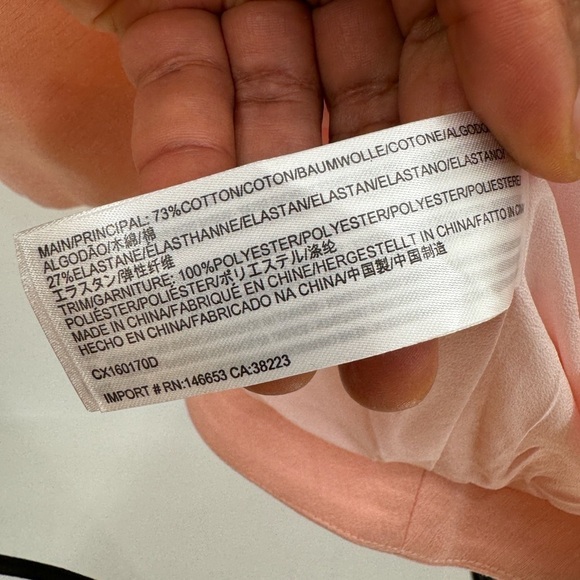 MAIN/PRINCIPAL: 73%COTTON/COTON/BAUMWOLLE/COTONE/ALGODÓ
ALGODÃO/木綿/棉
27%ELASTANE/ÉLASTHANNE/ELASTAN/ELASTAN/ELASTANO/ELASTANO/
エラスタン/弹性纤维
TRIM/GARNITURE: 100%POLYESTER/POLYESTER/POLYESTER/POLIESTERE/
POLIÉSTER/POLIÉSTER/ポリエステル/涤纶
MADE IN CHINA/FABRIQUÉ EN CHINE/HERGESTELLT IN CHINA/FATTO IN CINA
HECHO EN CHINA/FABRICADO NA CHINA/中国製/中国制造
CX160170D
IMPORT # RN:146653 CA:38223